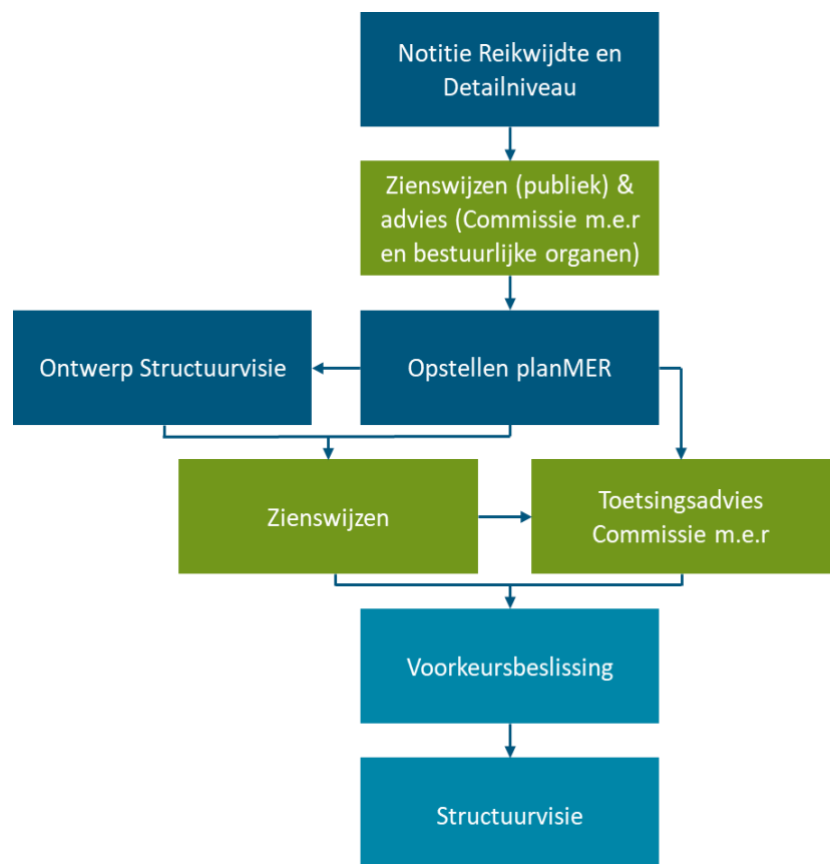 Notitie Reikwijdte en
Detailniveau
Zienswijzen (publiek) &
advies (Commissie m.e.r
en bestuurlijke organen)
Ontwerp Structuurvisie
Opstellen planMER
Zienswijzen
Toetsingsadvies
Commissie m.e.r
Voorkeursbeslissing
Structuurvisie